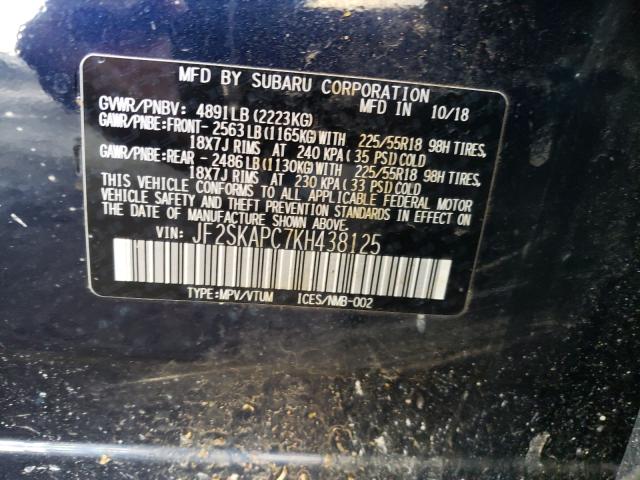 MFD BY SUBARU CORPORATION
GVWR/PNBV: 4891LB (2223KG) MFD IN 10/18
GAWR/PNBE:FRONT- 2563LB(1165KG)WITH 225/55R18 98H TIRES,
18X7J RIMS AT 240 KPA(35 PSI)COLD
GAWR/PNBE:REAR - 2486LB(1130KG)WITH 225/55R18 98H TIRES,
18X7J RIMS AT 230 KPA(33 PSI)COLD
THIS VEHICLE CONFORMS TO ALL APPLICABLE FEDERAL MOTOR
VEHICLE SAFETY AND THEFT PREVENTION STANDARDS IN EFFECT ON
THE DATE OF MANUFACTURE SHOWN ABOVE.
VIN: JF2SKAPC7KH438125
TYPE:MPV/VTUM ICES/NMB-002